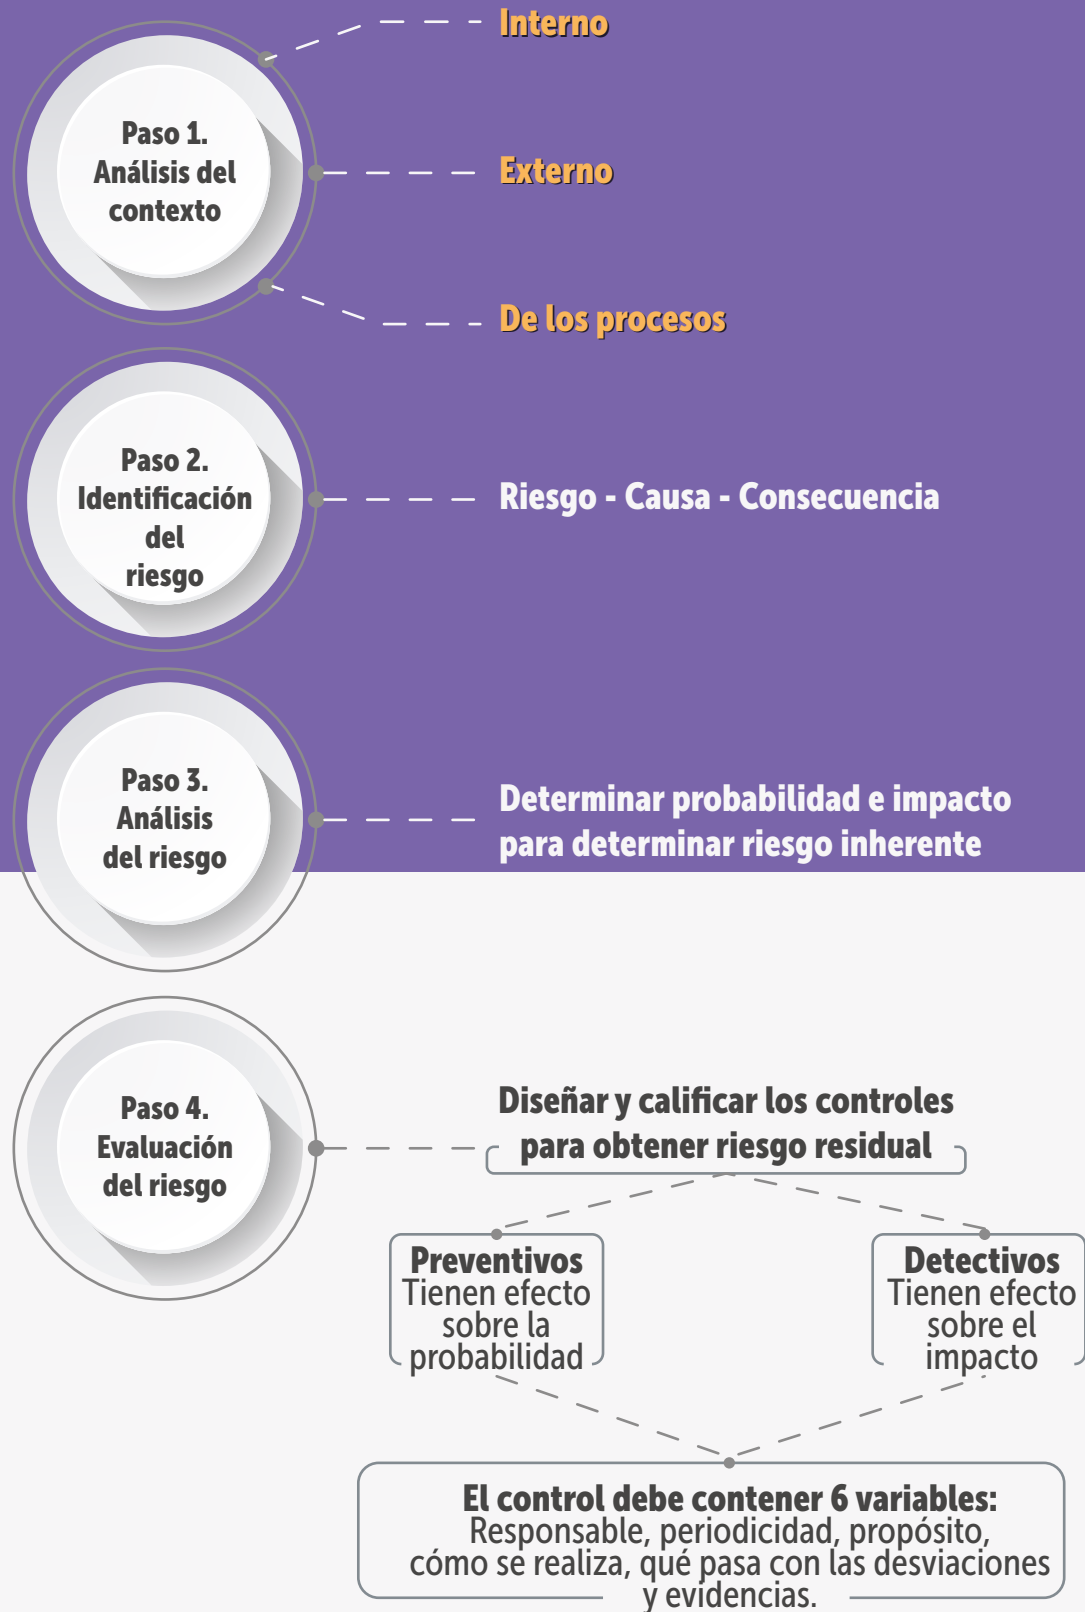 Interno
Paso 1.
Análisis del
contexto
Externo
De los procesos
Paso 2.
Identificación
del
riesgo
Riesgo - Causa - Consecuencia
Paso 3.
Análisis
del riesgo
Determinar probabilidad e impacto
para determinar riesgo inherente
Paso 4.
Evaluación
del riesgo
Diseñar y calificar los controles
para obtener riesgo residual
Preventivos
Tienen efecto
sobre la
probabilidad
Detectivos
Tienen efecto
sobre el
impacto
El control debe contener 6 variables:
Responsable, periodicidad, propósito,
cómo se realiza, qué pasa con las desviaciones
y evidencias.